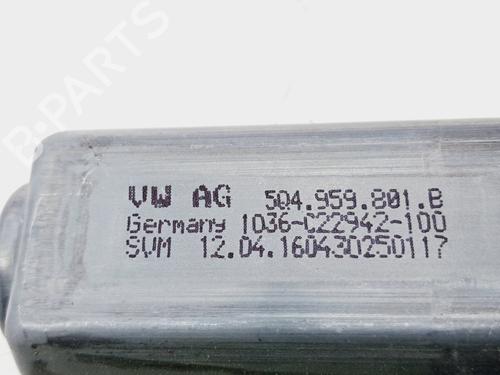 B-PARTS
VW AG 5Q4.959.801.B
Germany 1036-C22942-100
SVM 12.04.160430250117